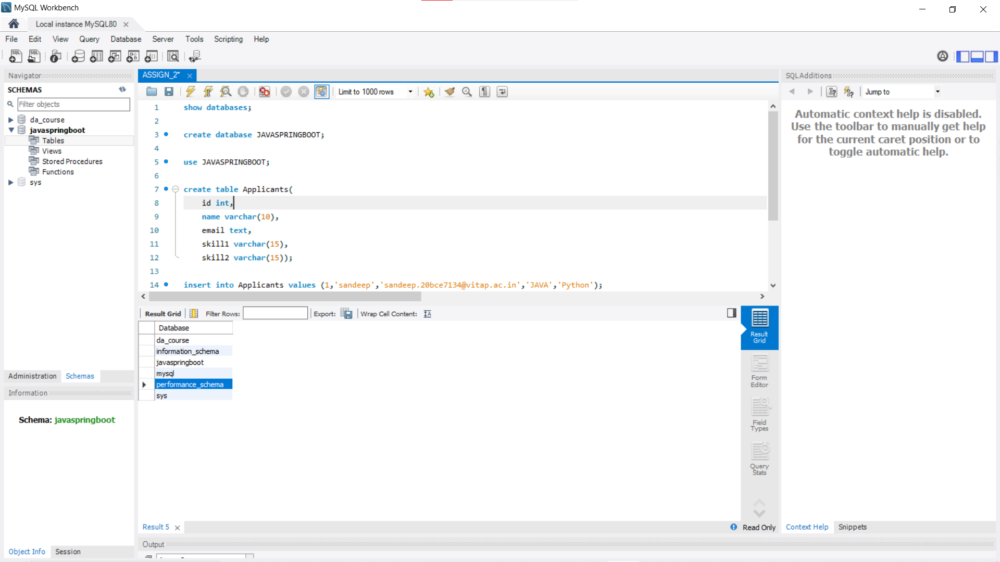 MySQL Workbench
Local instance MySQL80
File Edit View Query Database Server Tools Scripting Help
Navigator
SCHEMAS
Filter objects
da_course
javaspringboot
Tables
Views
Stored Procedures
Functions
sys
Administration Schemas
Information
Schema: javaspringboot
Object Info Session
ASSIGN_2*
Limit to 1000 rows
1 show databases;
2
3 create database JAVASPRINGBOOT;
4
5 use JAVASPRINGBOOT;
6
7 create table Applicants(
8 id int,
9 name varchar(10),
10 email text,
11 skill1 varchar(15),
12 skill2 varchar(15));
13
14 insert into Applicants values (1,'sandeep','sandeep.20bce7134@vitap.ac.in','JAVA','Python');
Result Grid Filter Rows: Export: Wrap Cell Content:
Database
da_course
information_schema
javaspringboot
mysql
performance_schema
sys
Result
Grid
Form
Editor
Field
Types
Query
Stats
Result 5
Read Only
Output
SQLAdditions
Jump to
Automatic context help is disabled.
Use the toolbar to manually get help
for the current caret position or to
toggle automatic help.
Context Help Snippets